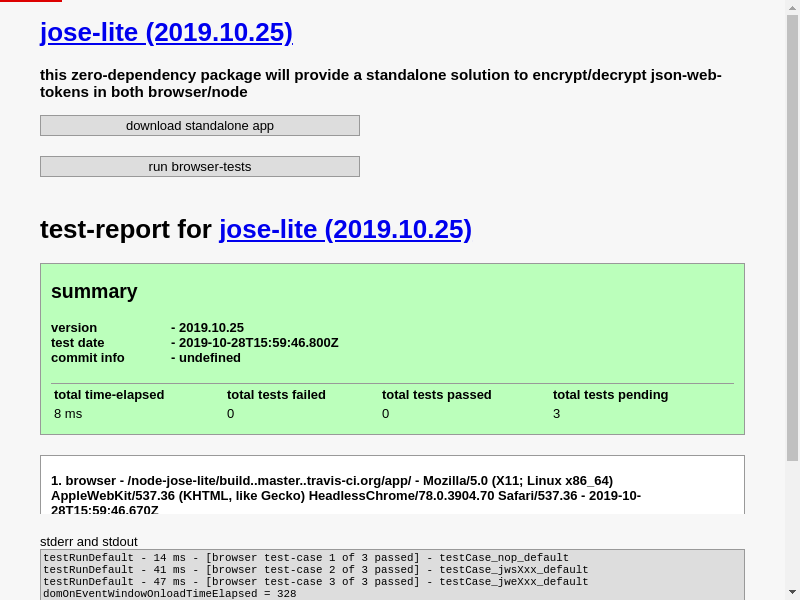 jose-lite (2019.10.25)
this zero-dependency package will provide a standalone solution to encrypt/decrypt json-web-
tokens in both browser/node
download standalone app
run browser-tests
test-report for jose-lite (2019.10.25)
summary
version - 2019.10.25
test date - 2019-10-28T15:59:46.800Z
commit info - undefined
total time-elapsed total tests failed total tests passed total tests pending
8 ms 0 0 3
1. browser - /node-jose-lite/build..master..travis-ci.org/app/ - Mozilla/5.0 (X11; Linux x86_64)
AppleWebKit/537.36 (KHTML, like Gecko) HeadlessChrome/78.0.3904.70 Safari/537.36 - 2019-10-
28T15:59:46.670Z
stderr and stdout
testRunDefault - 14 ms - [browser test-case 1 of 3 passed] - testCase_nop_default
testRunDefault - 41 ms - [browser test-case 2 of 3 passed] - testCase_jwsXxx_default
testRunDefault - 47 ms - [browser test-case 3 of 3 passed] - testCase_jweXxx_default
domOnEventWindowOnloadTimeElapsed = 328